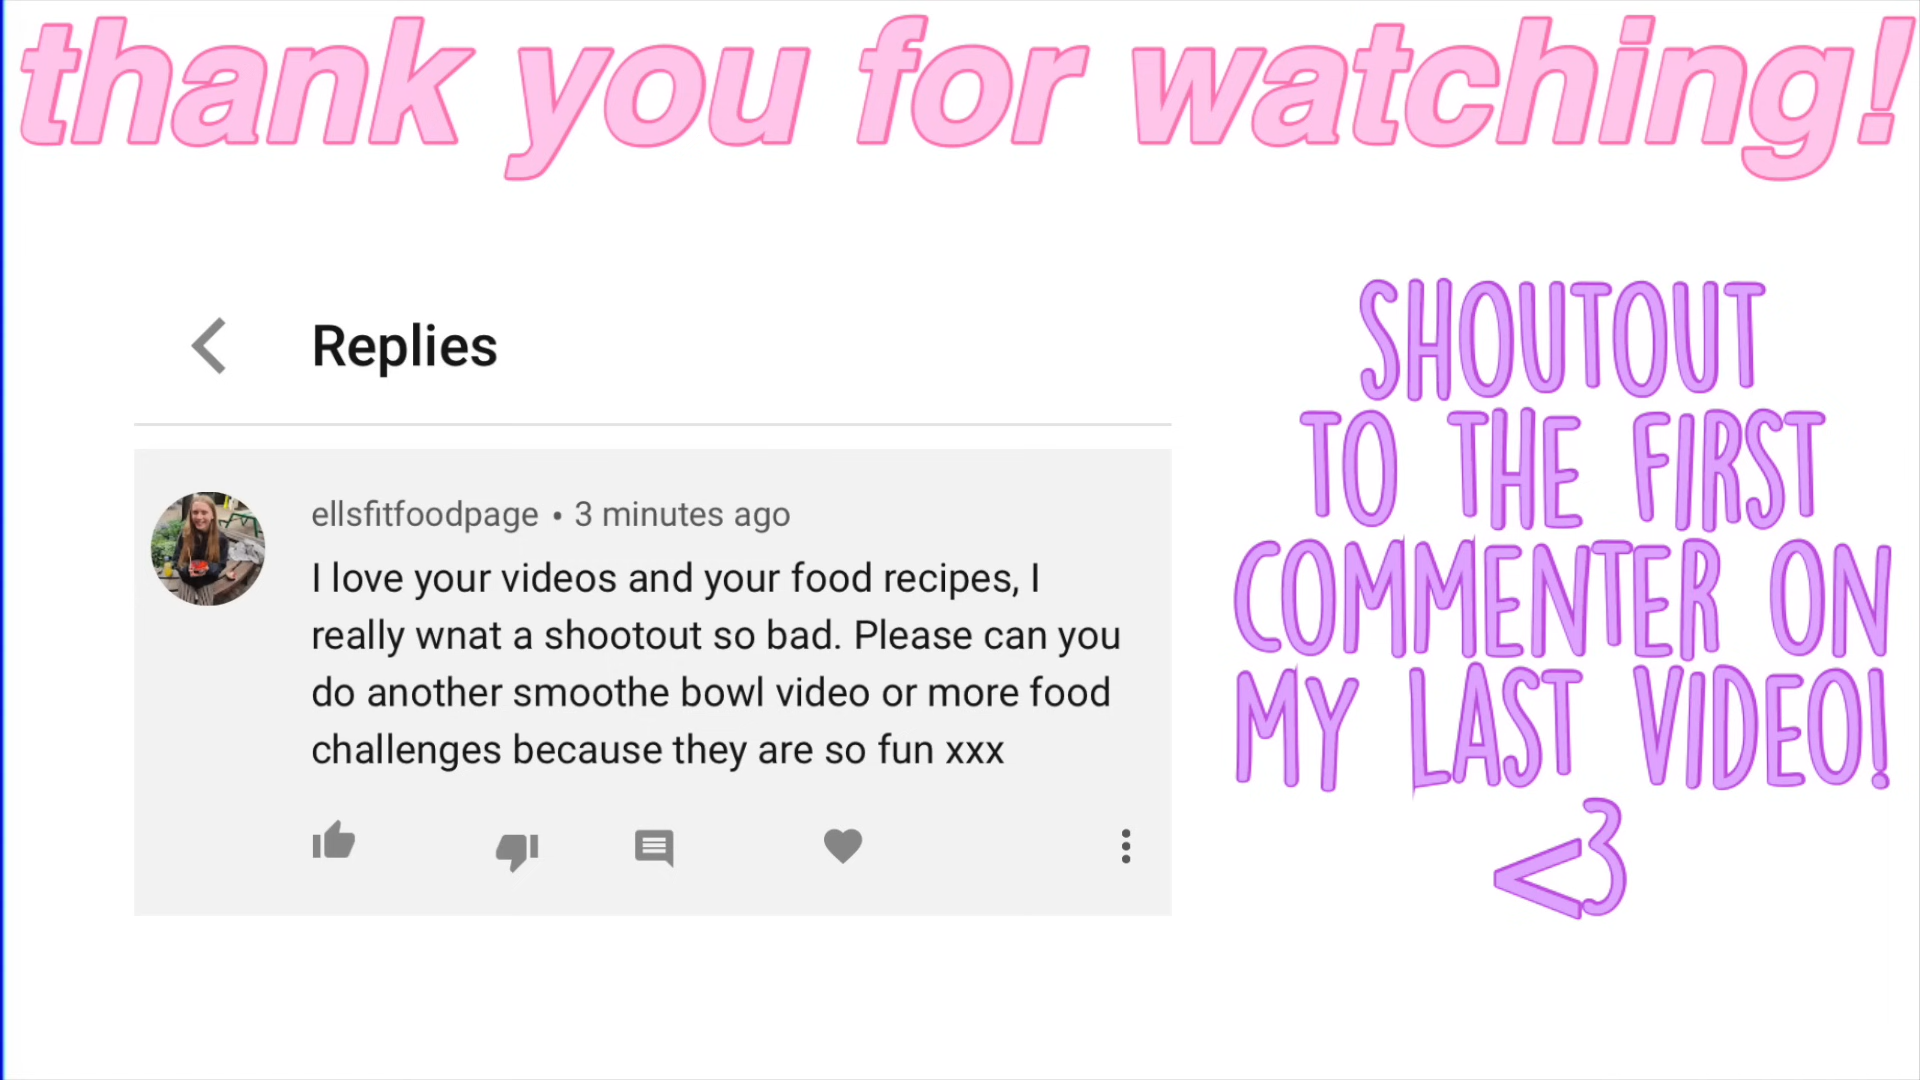 thank you for watching!
Replies
ellsfitfoodpage • 3 minutes ago
I love your videos and your food recipes, I
really wnat a shootout so bad. Please can you
do another smoothe bowl video or more food
challenges because they are so fun xxx
SHOUTOUT
TO THE FIRST
COMMENTER ON
MY LAST VIDEO!
<3